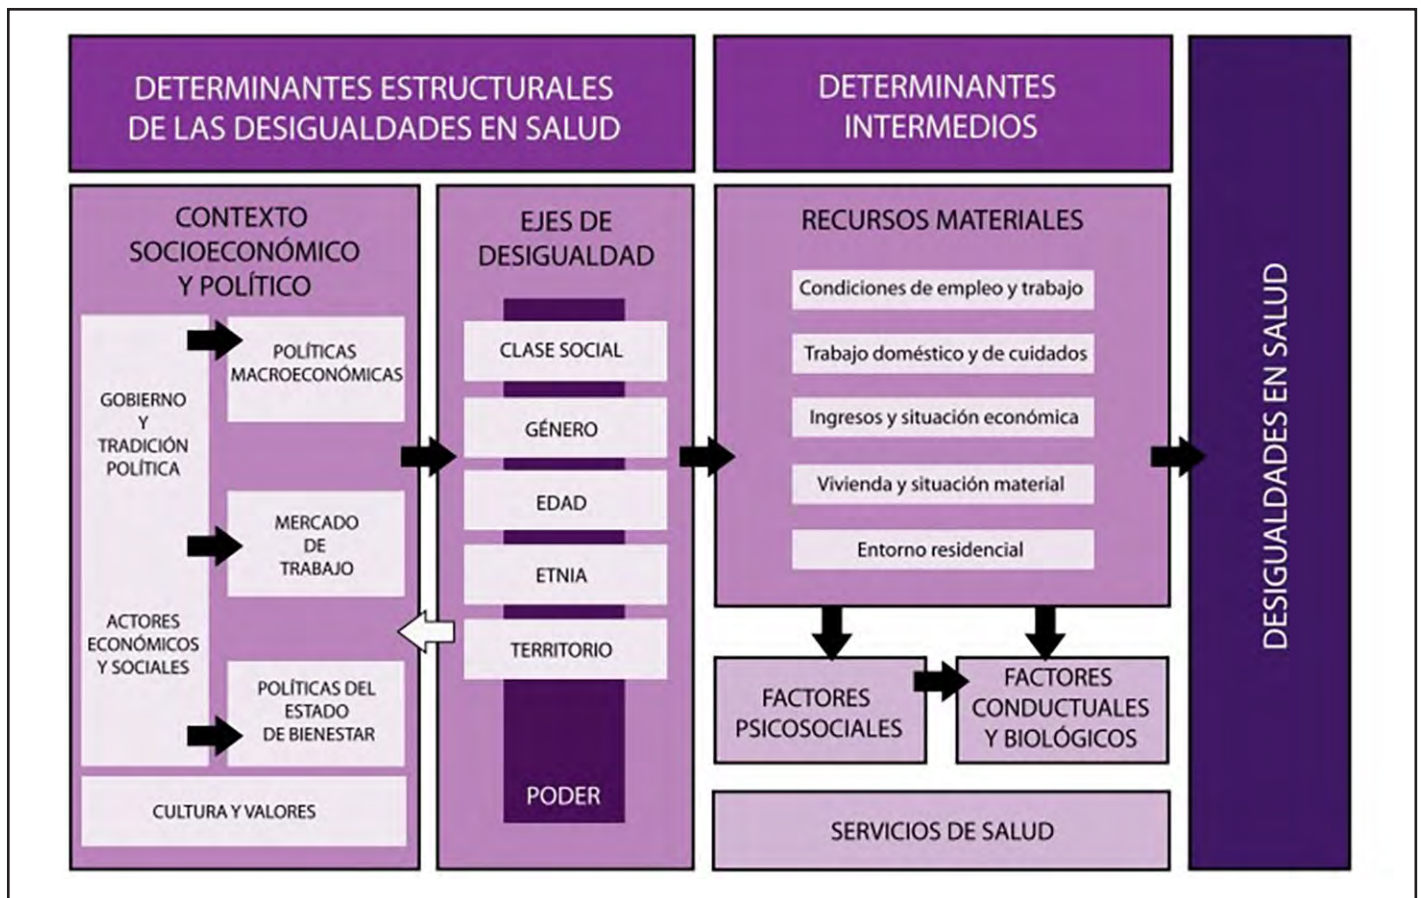 DETERMINANTES ESTRUCTURALES
DE LAS DESIGUALDADES EN SALUD
DETERMINANTES
INTERMEDIOS
CONTEXTO
SOCIOECONÓMICO
Y POLÍTICO
GOBIERNO
Y
TRADICIÓN
POLÍTICA
ACTORES
ECONÓMICOS
Y SOCIALES
POLÍTICAS
MACROECONÓMICAS
MERCADO
DE
TRABAJO
POLÍTICAS DEL
ESTADO
DE BIENESTAR
CULTURA Y VALORES
EJES DE
DESIGUALDAD
CLASE SOCIAL
GÉNERO
EDAD
ETNIA
TERRITORIO
PODER
RECURSOS MATERIALES
Condiciones de empleo y trabajo
Trabajo doméstico y de cuidados
Ingresos y situación económica
Vivienda y situación material
Entorno residencial
FACTORES
PSICOSOCIALES
FACTORES
CONDUCTUALES
Y BIOLÓGICOS
SERVICIOS DE SALUD
DESIGUALDADES EN SALUD